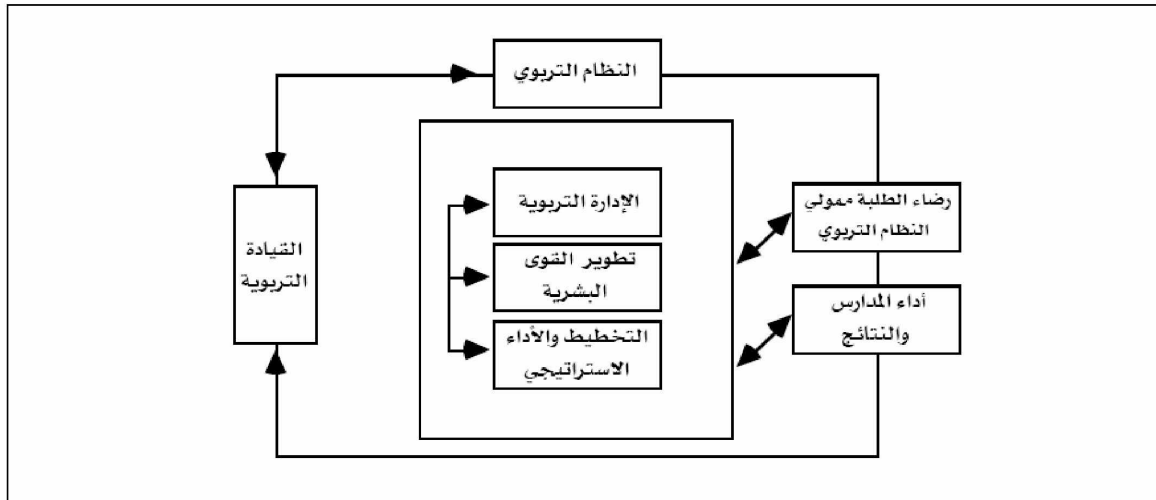 النظام التربوي
القيادة
التربوية
الإدارة التربوية
تطوير القوى
البشرية
التخطيط والأداء
الاستراتيجي
رضاء الطلبة ممولي
النظام التربوي
أداء المدارس
والنتائج